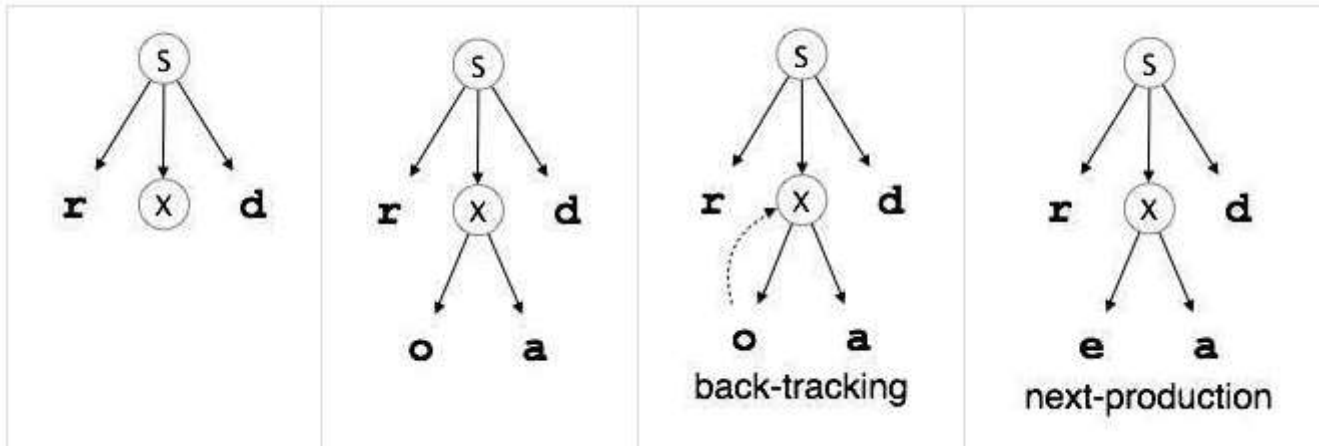 S
r X d
S
r X d
o a
S
r X d
o a
back-tracking
S
r X d
e a
next-production